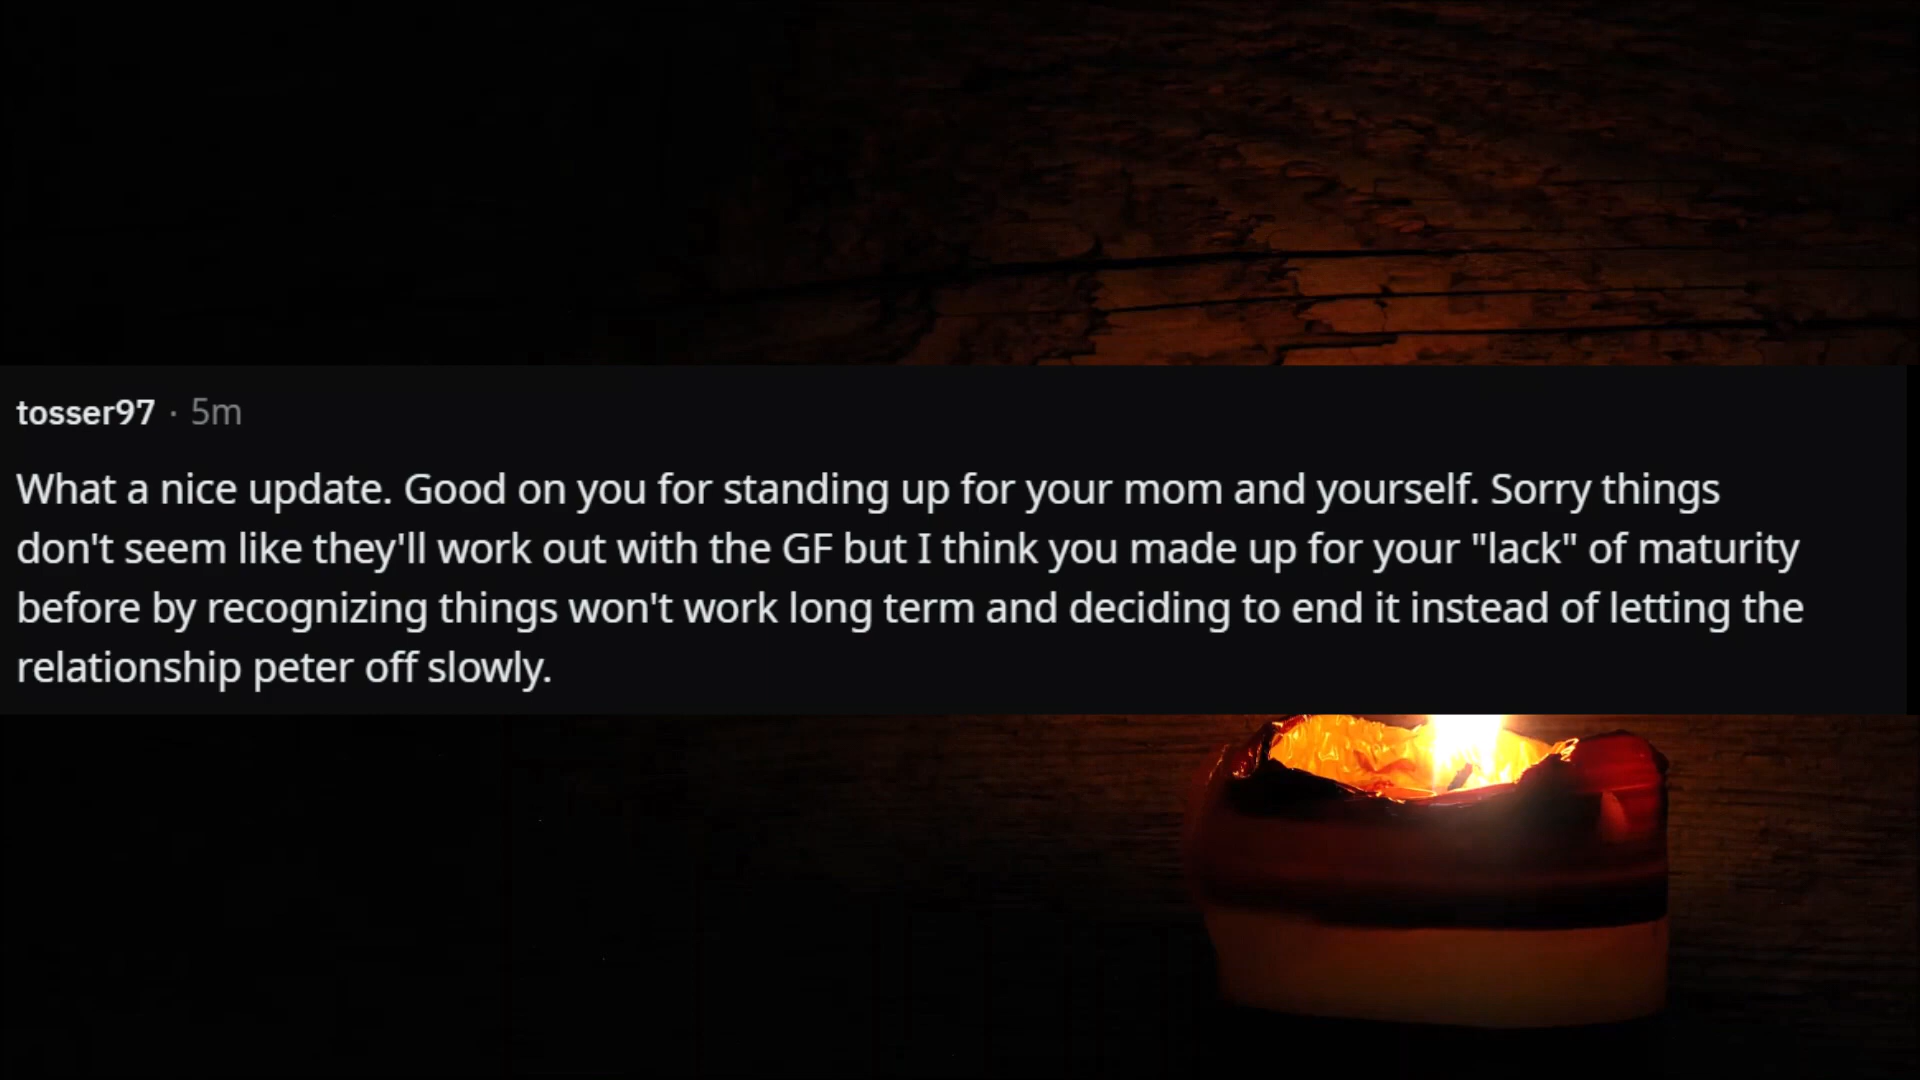 tosser97 · 5m
What a nice update. Good on you for standing up for your mom and yourself. Sorry things
don't seem like they'll work out with the GF but I think you made up for your "lack" of maturity
before by recognizing things won't work long term and deciding to end it instead of letting the
relationship peter off slowly.